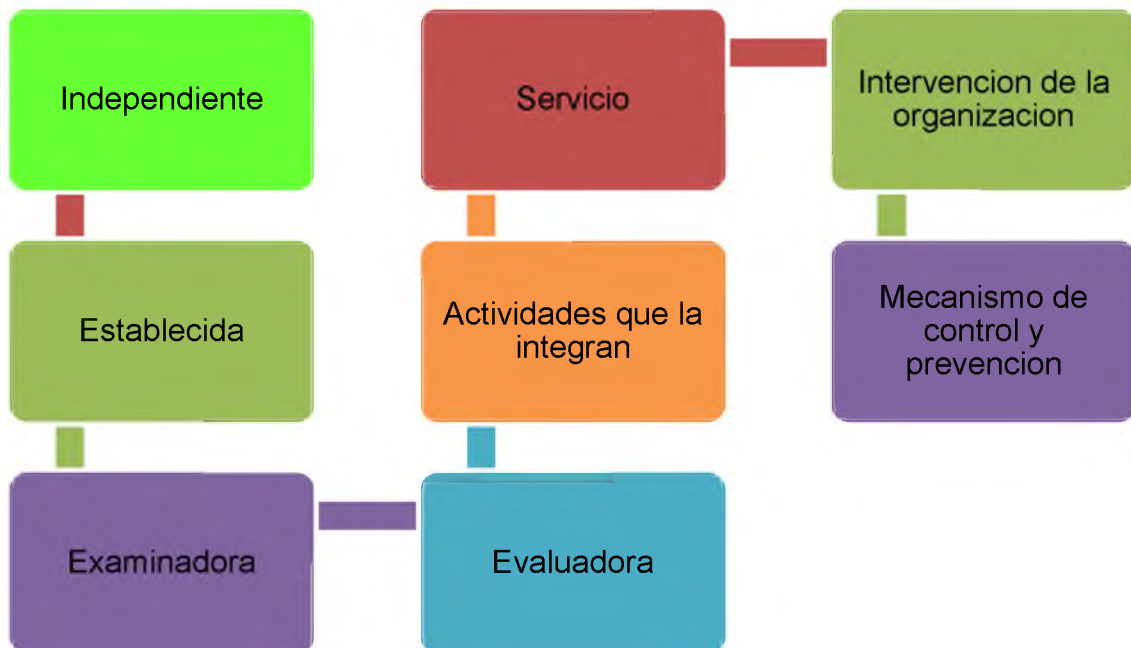 Independiente
Establecida
Examinadora
Evaluadora
Actividades que la
integran
Servicio
Intervencion de la
organizacion
Mecanismo de
control y
prevencion